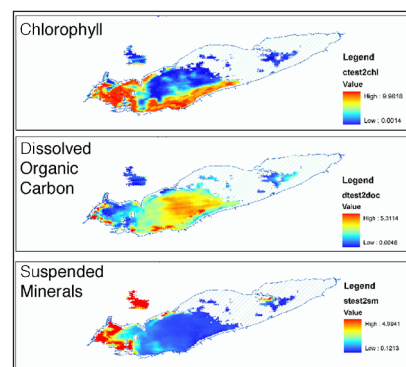 Chlorophyll
Legend
ctest2chl
Value
High : 9.9818
Low : 0.0014
Dissolved
Organic
Carbon
Legend
dtest2doc
Value
High : 5.3114
Low : 0.0046
Suspended
Minerals
Legend
stest2sm
Value
High : 4.9941
Low : 0.1213